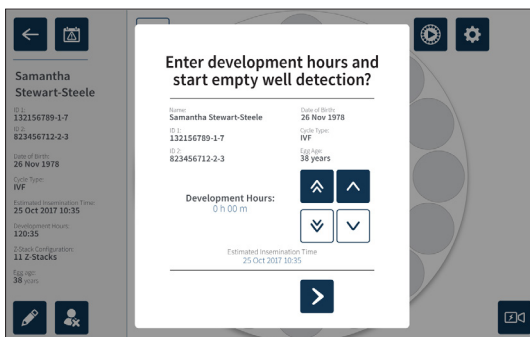 Samantha
Stewart-Steele
ID 1:
132156789-1-7
ID 2:
823456712-2-3
Date of Birth:
26 Nov 1978
Cycle Type:
IVF
Estimated Insemination Time:
25 Oct 2017 10:35
Development Hours:
120:35
Z-Stack Configuration:
11 Z-Stacks
Egg age:
38 years
Enter development hours and
start empty well detection?
Name:
Samantha Stewart-Steele
Date of Birth:
26 Nov 1978
ID 1:
132156789-1-7
Cycle Type:
IVF
ID 2:
823456712-2-3
Egg Age:
38 years
Development Hours:
0 h 00 m
Estimated Insemination Time
25 Oct 2017 10:35